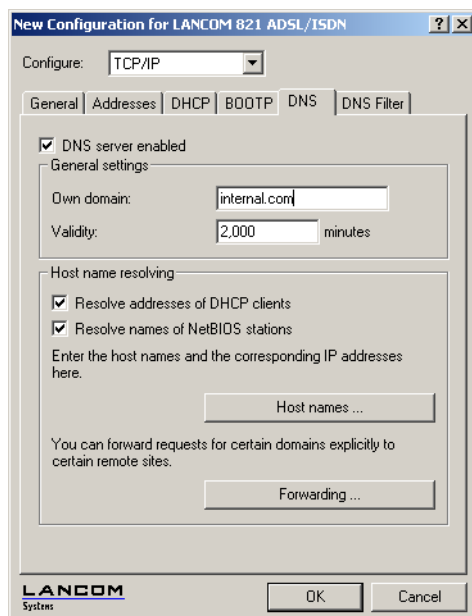 New Configuration for LANCOM 821 ADSL/ISDN
Configure: TCP/IP
General Addresses DHCP BOOTP DNS DNS Filter
DNS server enabled
General settings
Own domain: internal.com
Validity: 2,000 minutes
Host name resolving
Resolve addresses of DHCP clients
Resolve names of NetBIOS stations
Enter the host names and the corresponding IP addresses
here.
Host names ...
You can forward requests for certain domains explicitly to
certain remote sites.
Forwarding ...
LANCOM
Systems
OK Cancel